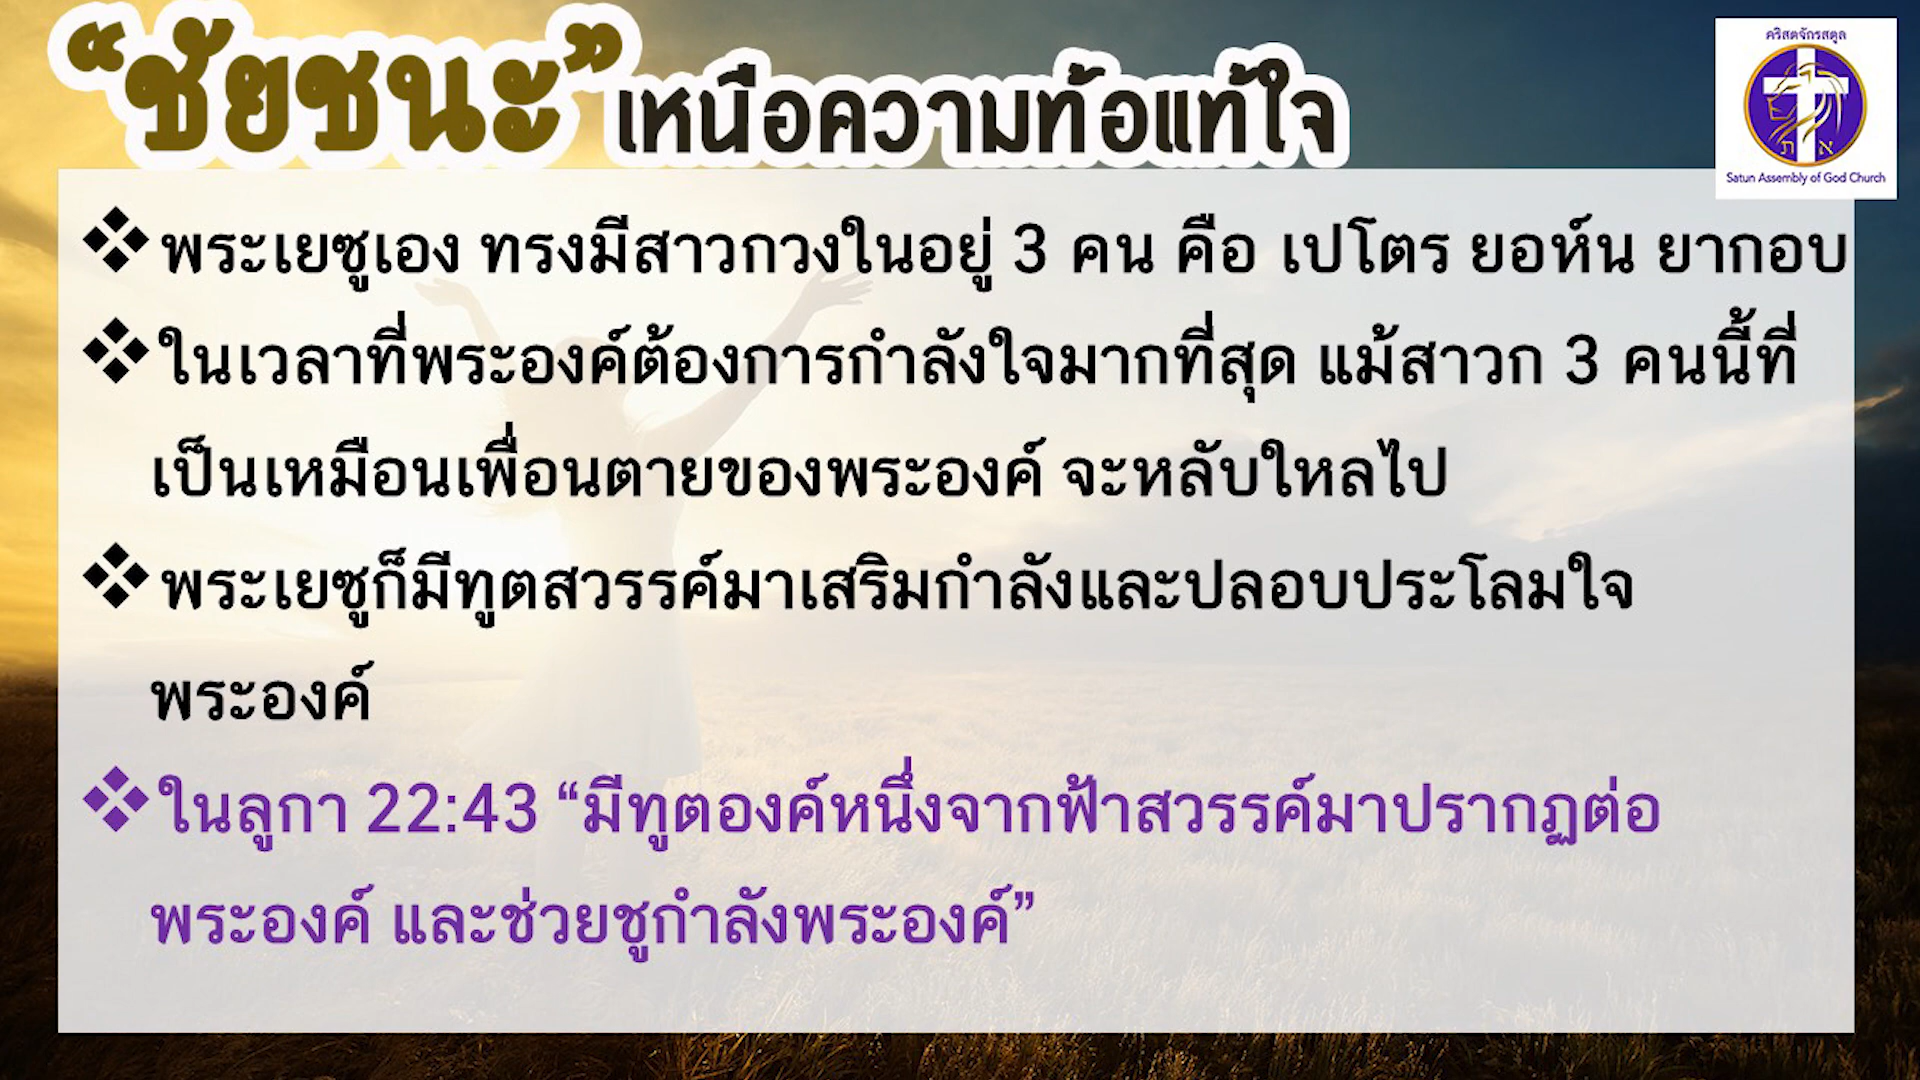 “ชัยชนะ” เหนือความท้อแท้ใจ
คริสตจักรสตูล
ת א
Satun Assembly of God Church
❖พระเยซูเอง ทรงมีสาวกวงในอยู่ 3 คน คือ เปโตร ยอห์น ยากอบ
❖ในเวลาที่พระองค์ต้องการกำลังใจมากที่สุด แม้สาวก 3 คนนี้ที่
เป็นเหมือนเพื่อนตายของพระองค์ จะหลับใหลไป
❖พระเยซูก็มีทูตสวรรค์มาเสริมกำลังและปลอบประโลมใจ
พระองค์
❖ในลูกา 22:43 “มีทูตองค์หนึ่งจากฟ้าสวรรค์มาปรากฏต่อ
พระองค์ และช่วยชูกำลังพระองค์”